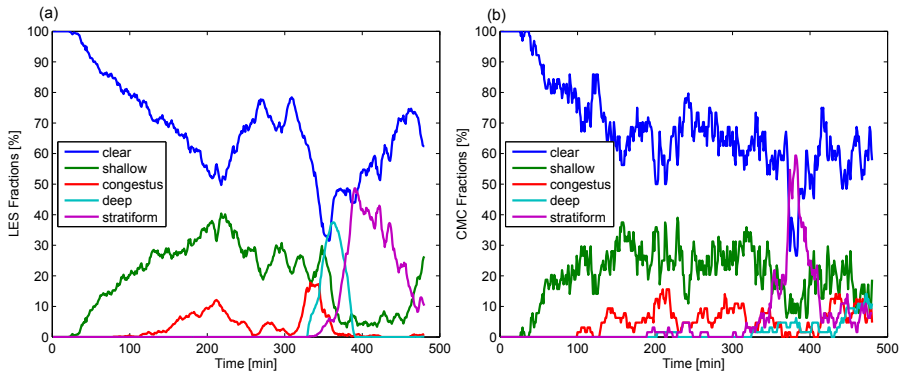 (a)
100
90
80
70
60
50
40
30
20
10
0
LES Fractions [%]
clear
shallow
congestus
deep
stratiform
0 100 200 300 400 500
Time [min]
(b)
100
90
80
70
60
50
40
30
20
10
0
CMC Fractions [%]
clear
shallow
congestus
deep
stratiform
0 100 200 300 400 500
Time [min]